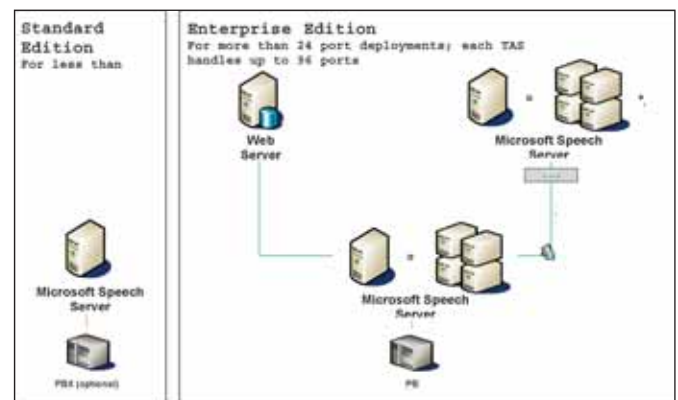 Standard
Edition
For less than
Microsoft Speech
Server
PBX (optional)
Enterprise Edition
For more than 24 port deployments; each TAS
handles up to 96 ports
Web
Server
Microsoft Speech
Server
Microsoft Speech
Server
PB